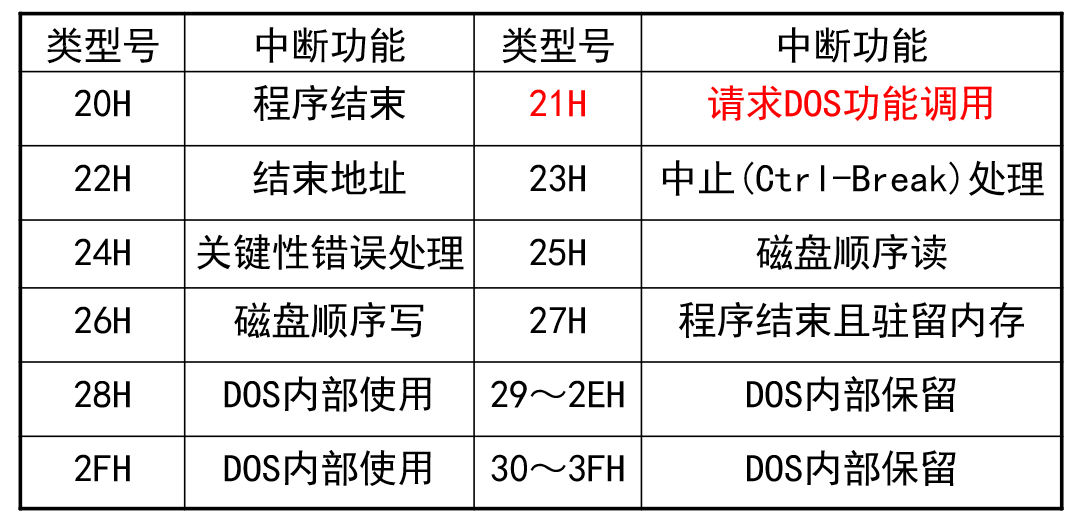 类型号 中断功能 类型号 中断功能
20H 程序结束 21H 请求DOS功能调用
22H 结束地址 23H 中止(Ctrl-Break)处理
24H 关键性错误处理 25H 磁盘顺序读
26H 磁盘顺序写 27H 程序结束且驻留内存
28H DOS内部使用 29～2EH DOS内部保留
2FH DOS内部使用 30～3FH DOS内部保留